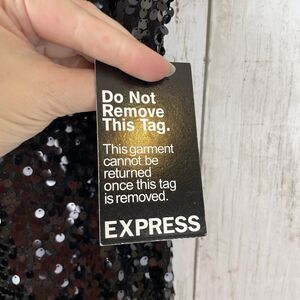 Do Not
Remove
This Tag.
This garment
cannot be
returned
once this tag
is removed.
EXPRESS